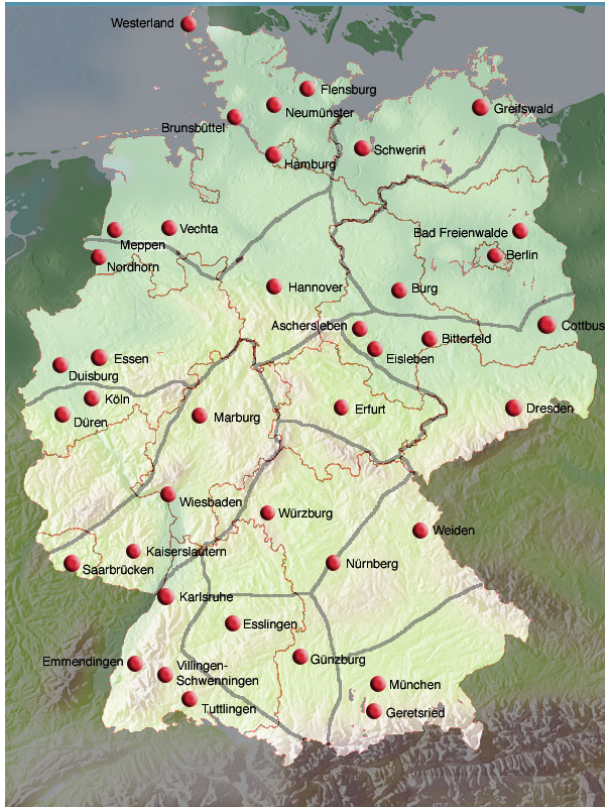 Westerland
Flensburg
Neumünster
Greifswald
Brunsbüttel
Schwerin
Hamburg
Vechta
Bad Freienwalde
Meppen
Berlin
Nordhorn
Hannover
Burg
Aschersleben
Cottbus
Bitterfeld
Eisleben
Essen
Duisburg
Köln
Erfurt
Dresden
Marburg
Düren
Wiesbaden
Würzburg
Weiden
Kaiserslautern
Saarbrücken
Nürnberg
Karlsruhe
Esslingen
Günzburg
Emmendingen
Villingen-
Schwenningen
München
Tuttlingen
Geretsried